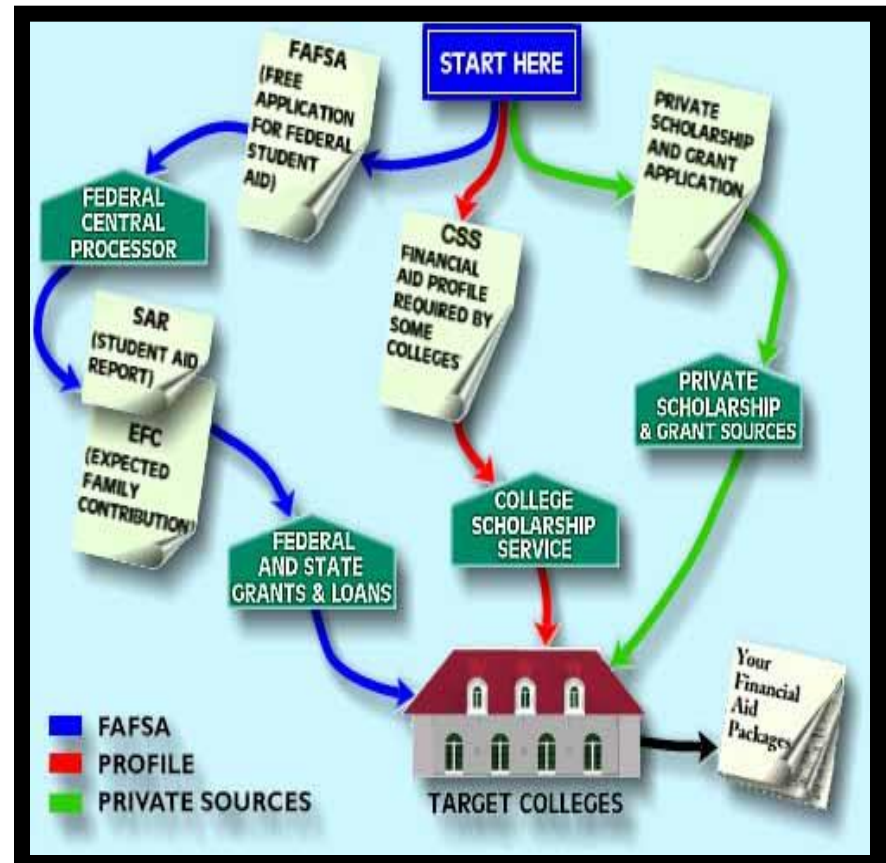 START HERE
FAFSA
(FREE
APPLICATION
FOR FEDERAL
STUDENT
AID)
PRIVATE
SCHOLARSHIP
AND GRANT
APPLICATION
FEDERAL
CENTRAL
PROCESSOR
CSS
FINANCIAL
AID PROFILE
REQUIRED BY
SOME
COLLEGES
SAR
(STUDENT AID
REPORT)
EFC
(EXPECTED
FAMILY
CONTRIBUTION)
PRIVATE
SCHOLARSHIP
& GRANT SOURCES
FEDERAL
AND STATE
GRANTS & LOANS
COLLEGE
SCHOLARSHIP
SERVICE
Your
Financial
Aid
Packages
FAFSA
PROFILE
PRIVATE SOURCES
TARGET COLLEGES